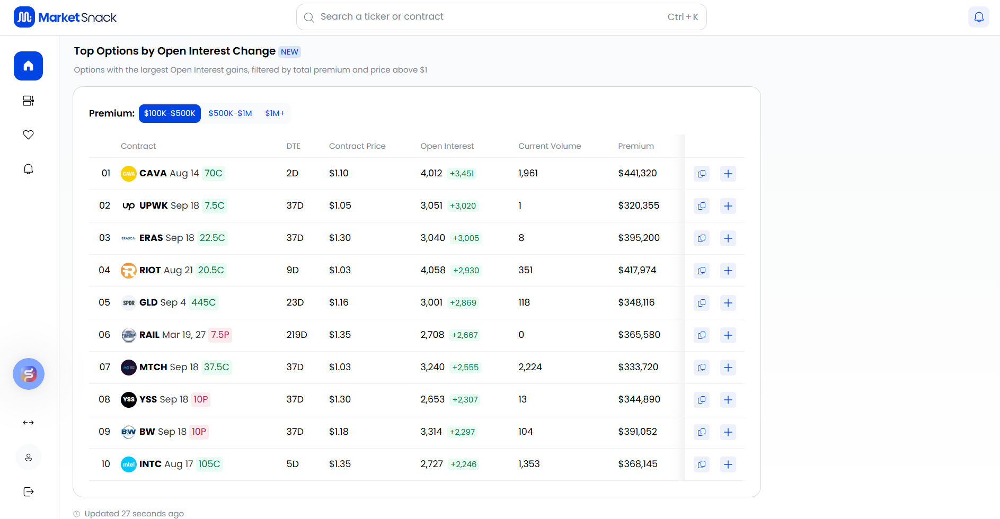 MarketSnack
Search a ticker or contract Ctrl + K
Top Options by Open Interest Change NEW
Options with the largest Open Interest gains, filtered by total premium and price above $1
Premium: $100K-$500K $500K-$1M $1M+
Contract DTE Contract Price Open Interest Current Volume Premium
01 CAVA CAVA Aug 14 70C 2D $1.10 4,012 +3,451 1,961 $441,320
02 up UPWK Sep 18 7.5C 37D $1.05 3,051 +3,020 1 $320,355
03 ERASCA ERAS Sep 18 22.5C 37D $1.30 3,040 +3,005 8 $395,200
04 R RIOT Aug 21 20.5C 9D $1.03 4,058 +2,930 351 $417,974
05 SPDR GLD Sep 4 445C 23D $1.16 3,001 +2,869 118 $348,116
06 RAIL Mar 19, 27 7.5P 219D $1.35 2,708 +2,667 0 $365,580
07 MTCH Sep 18 37.5C 37D $1.03 3,240 +2,555 2,224 $333,720
08 YSS YSS Sep 18 10P 37D $1.30 2,653 +2,307 13 $344,890
09 B&W BW Sep 18 10P 37D $1.18 3,314 +2,297 104 $391,052
10 intel INTC Aug 17 105C 5D $1.35 2,727 +2,246 1,353 $368,145
Updated 27 seconds ago